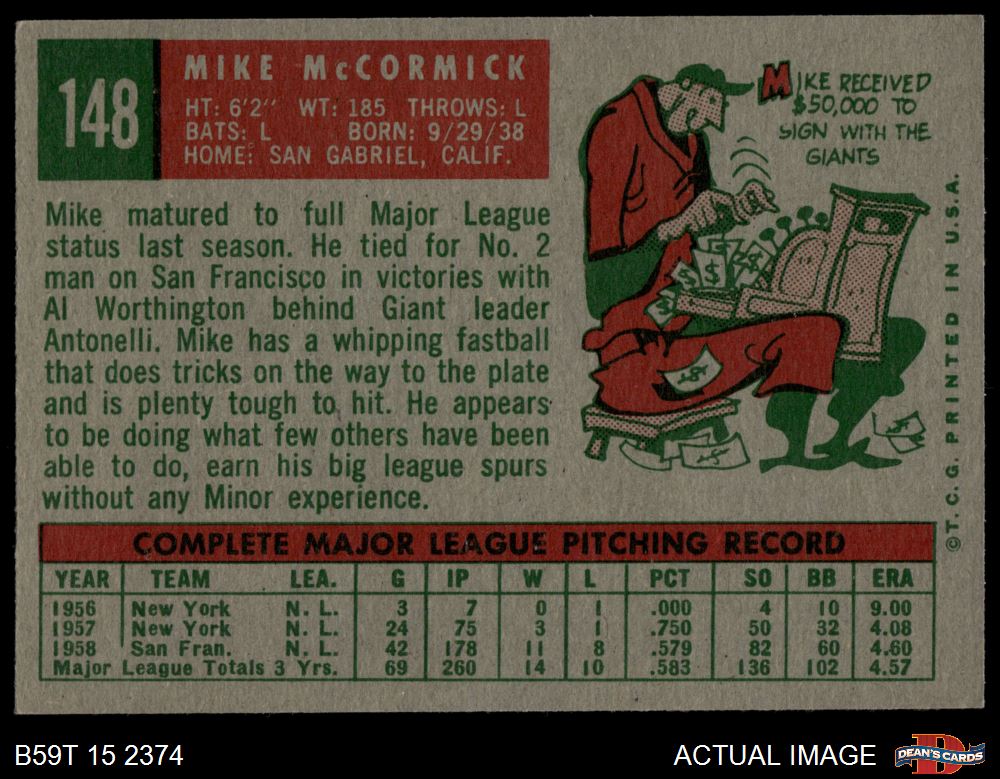 148
MIKE McCORMICK
HT: 6'2" WT: 185 THROWS: L
BATS: L BORN: 9/29/38
HOME: SAN GABRIEL, CALIF.
MIKE RECEIVED
$50,000 TO
SIGN WITH THE
GIANTS
Mike matured to full Major League
status last season. He tied for No. 2
man on San Francisco in victories with
Al Worthington behind Giant leader
Antonelli. Mike has a whipping fastball
that does tricks on the way to the plate
and is plenty tough to hit. He appears
to be doing what few others have been
able to do, earn his big league spurs
without any Minor experience.
©T. C. G. PRINTED IN U.S.A.
COMPLETE MAJOR LEAGUE PITCHING RECORD
YEAR TEAM LEA. G IP W L PCT SO BB ERA
1956 New York N. L. 3 7 0 1 .000 4 10 9.00
1957 New York N. L. 24 75 3 1 .750 50 32 4.08
1958 San Fran. N. L. 42 178 11 8 .579 82 60 4.60
Major League Totals 3 Yrs. 69 260 14 10 .583 136 102 4.57
B59T 15 2374
ACTUAL IMAGE
DEAN'S CARDS